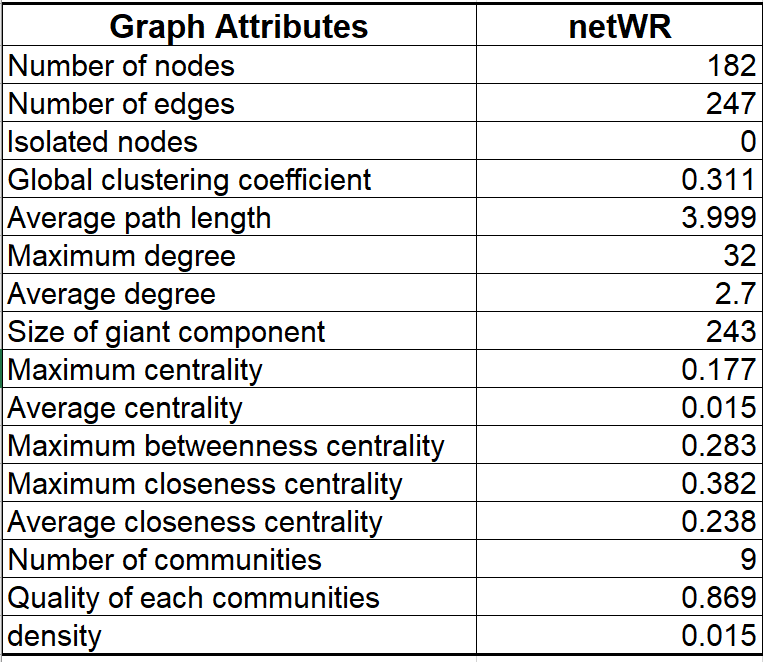 Graph Attributes netWR
Number of nodes 182
Number of edges 247
Isolated nodes 0
Global clustering coefficient 0.311
Average path length 3.999
Maximum degree 32
Average degree 2.7
Size of giant component 243
Maximum centrality 0.177
Average centrality 0.015
Maximum betweenness centrality 0.283
Maximum closeness centrality 0.382
Average closeness centrality 0.238
Number of communities 9
Quality of each communities 0.869
density 0.015